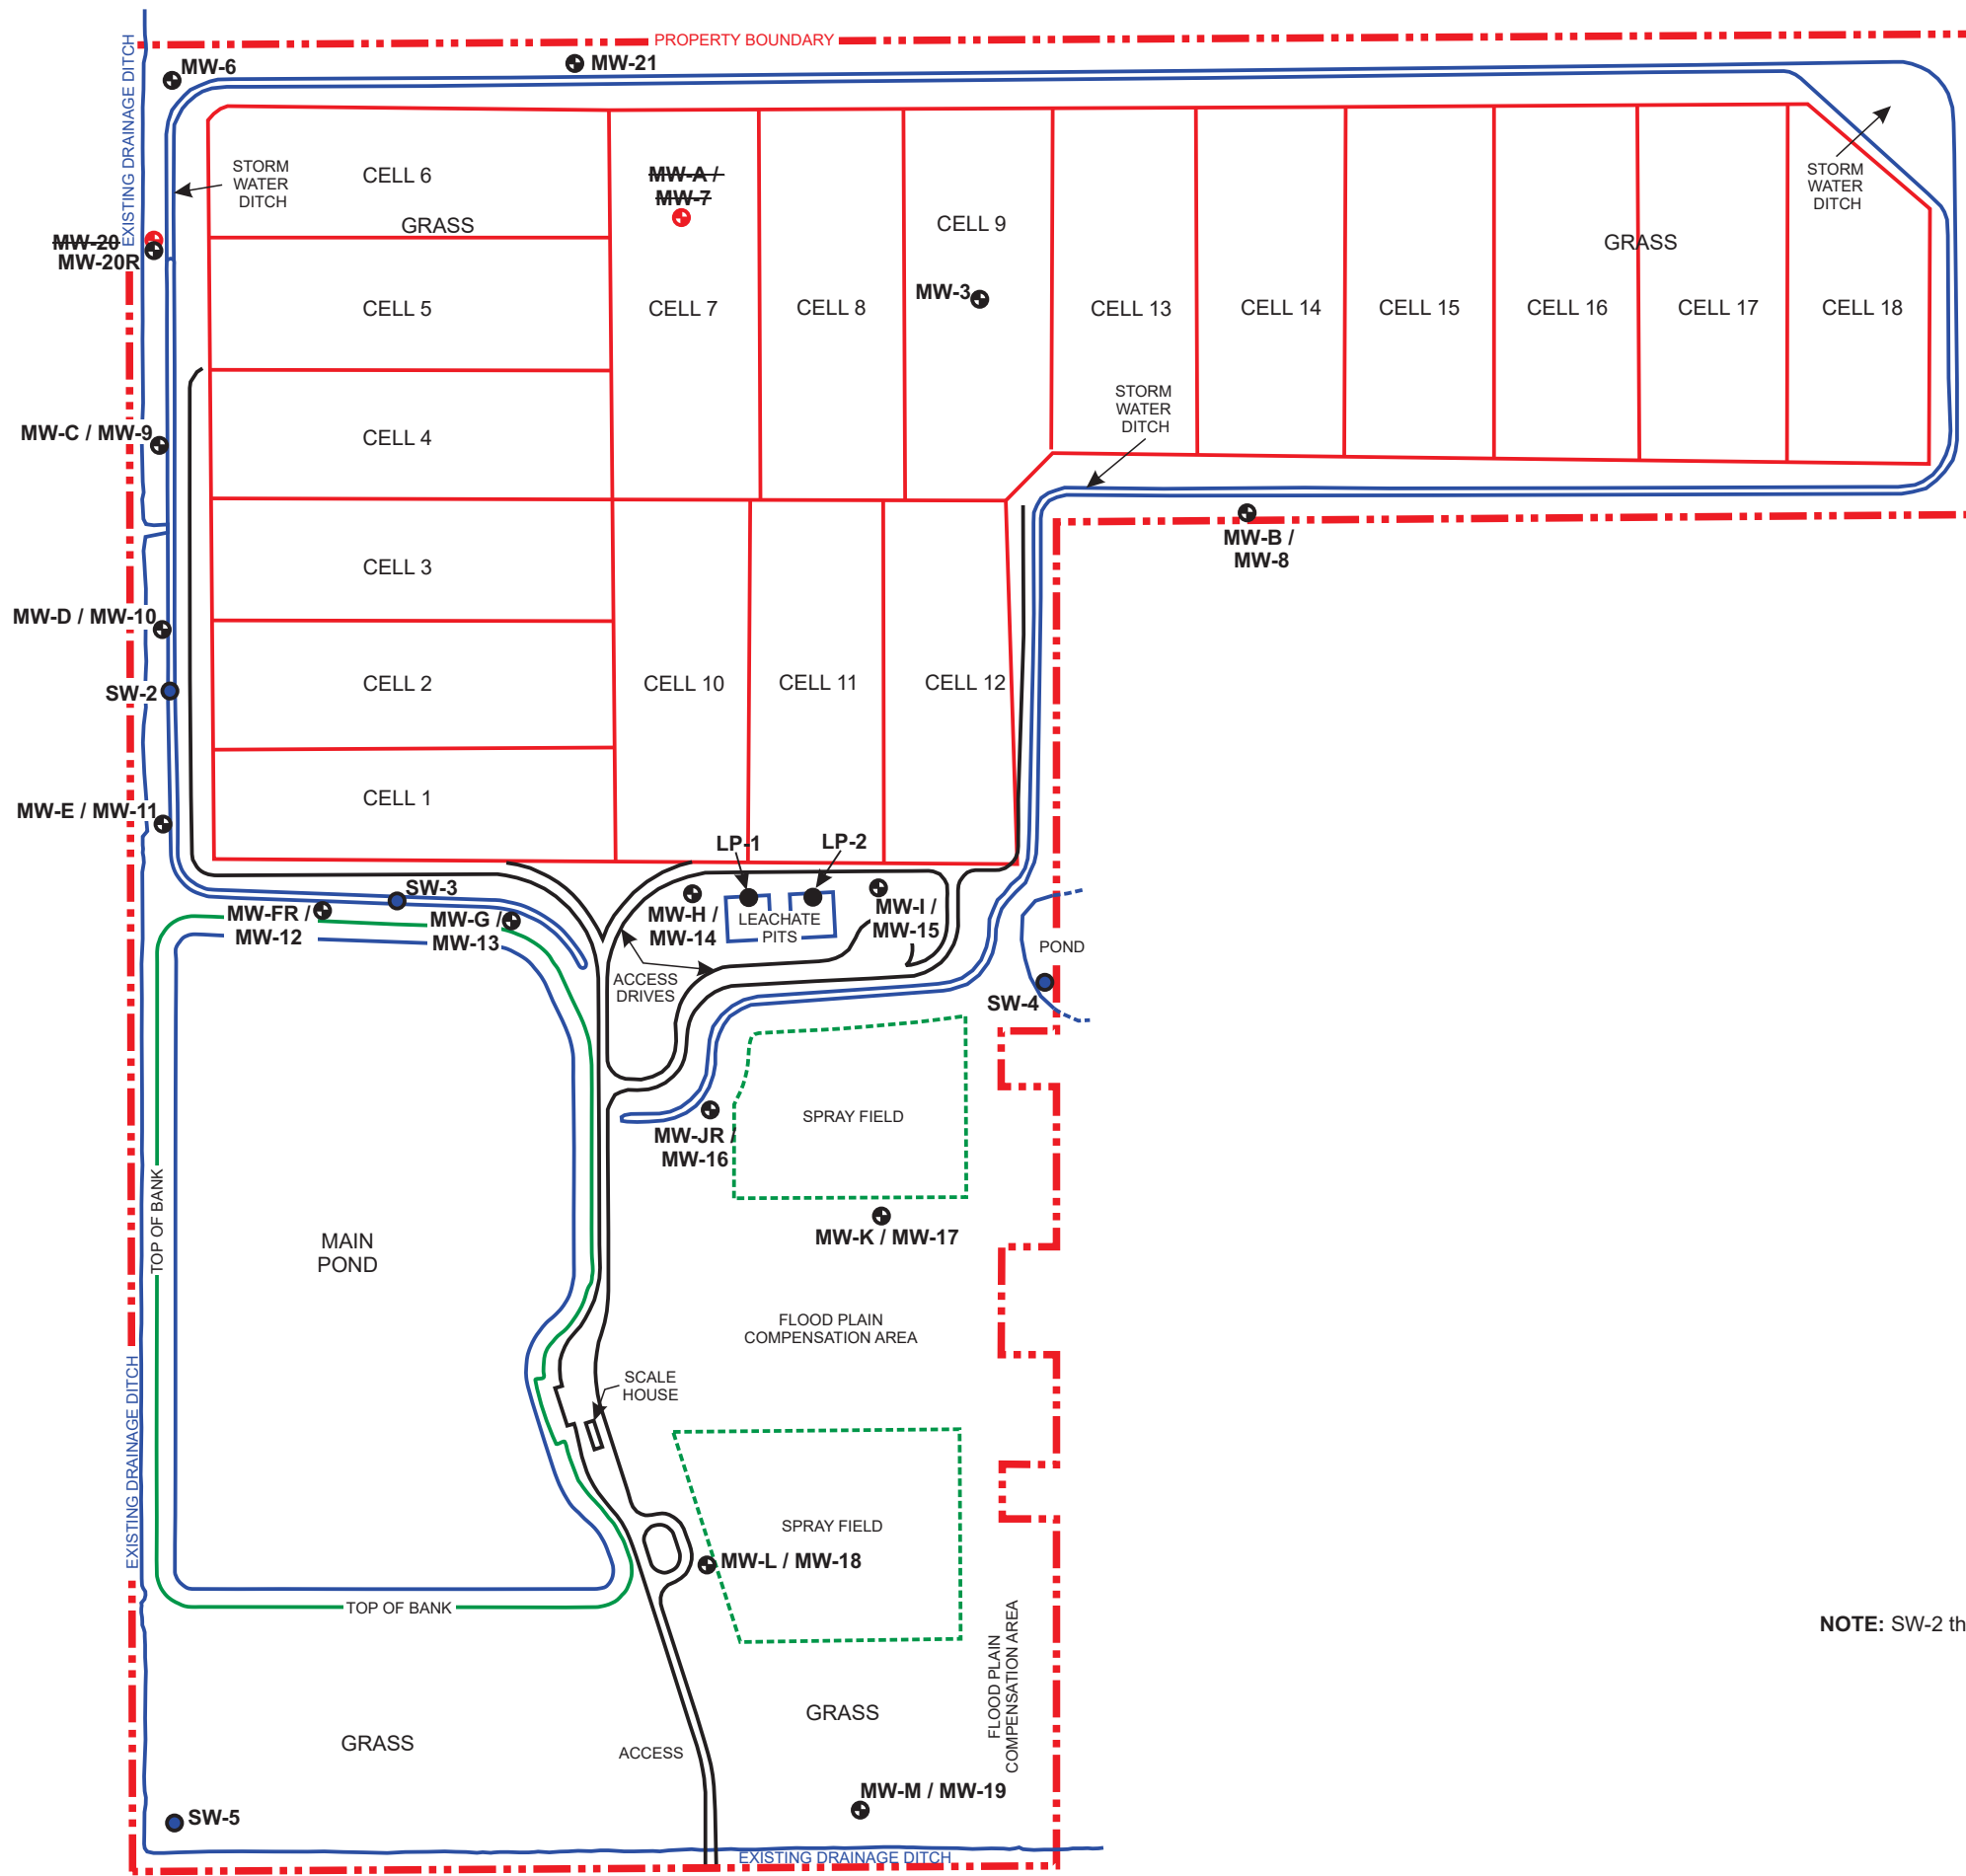 PROPERTY BOUNDARY
EXISTING DRAINAGE DITCH
MW-6
MW-21
STORM
WATER
DITCH
CELL 6
GRASS
MW-A /
MW-7
CELL 9
GRASS
STORM
WATER
DITCH
MW-20
MW-20R
CELL 5
CELL 7
CELL 8
MW-3
CELL 13
CELL 14
CELL 15
CELL 16
CELL 17
CELL 18
STORM
WATER
DITCH
MW-C / MW-9
CELL 4
MW-B /
MW-8
CELL 3
MW-D / MW-10
SW-2
CELL 2
CELL 10
CELL 11
CELL 12
MW-E / MW-11
CELL 1
LP-1
LP-2
SW-3
MW-FR /
MW-12
MW-G /
MW-13
MW-H /
MW-14
LEACHATE
PITS
MW-I /
MW-15
POND
ACCESS
DRIVES
SW-4
SPRAY FIELD
MW-JR /
MW-16
TOP OF BANK
MAIN
POND
MW-K / MW-17
FLOOD PLAIN
COMPENSATION AREA
EXISTING DRAINAGE DITCH
SCALE
HOUSE
SPRAY FIELD
MW-L / MW-18
TOP OF BANK
FLOOD PLAIN
COMPENSATION AREA
NOTE: SW-2 th
GRASS
GRASS
ACCESS
MW-M / MW-19
SW-5
EXISTING DRAINAGE DITCH